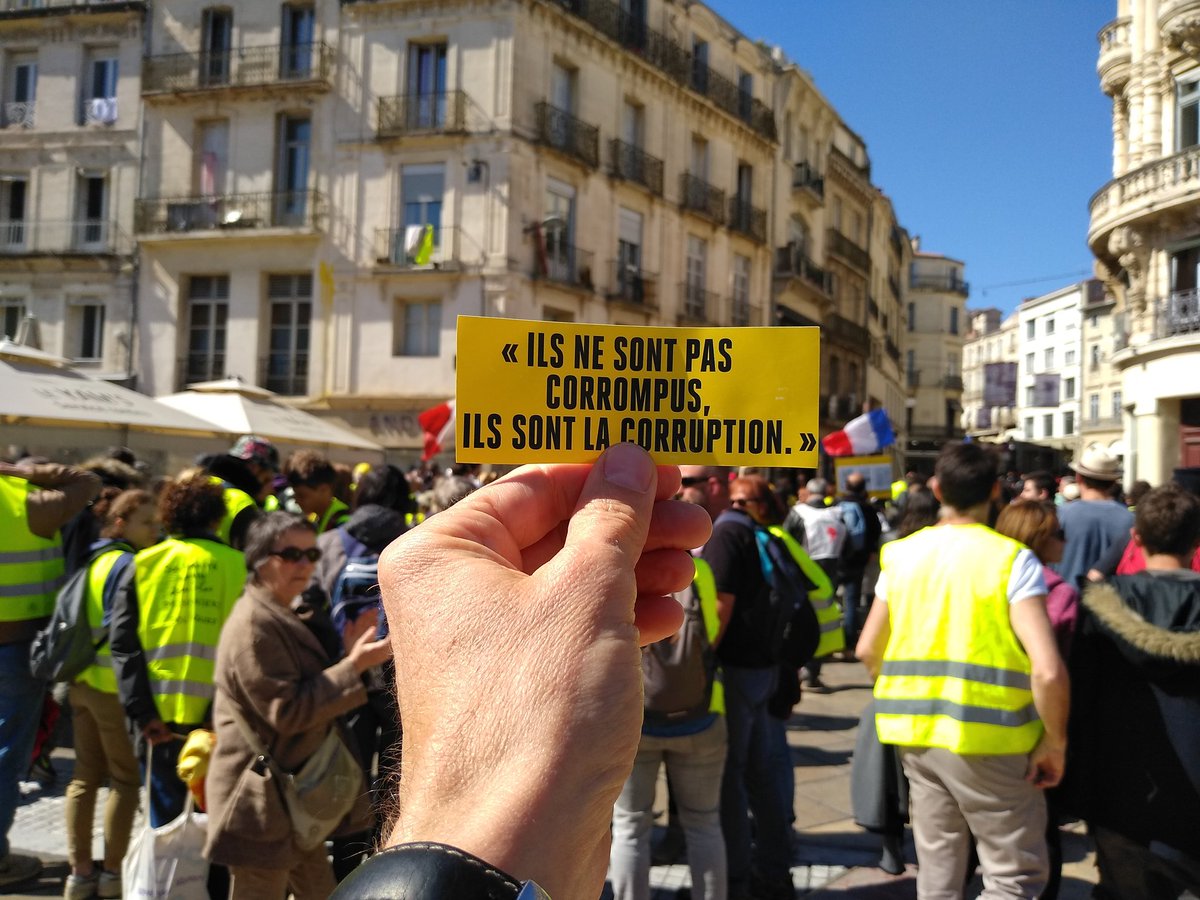 « ILS NE SONT PAS
CORROMPUS,
ILS SONT LA CORRUPTION. »